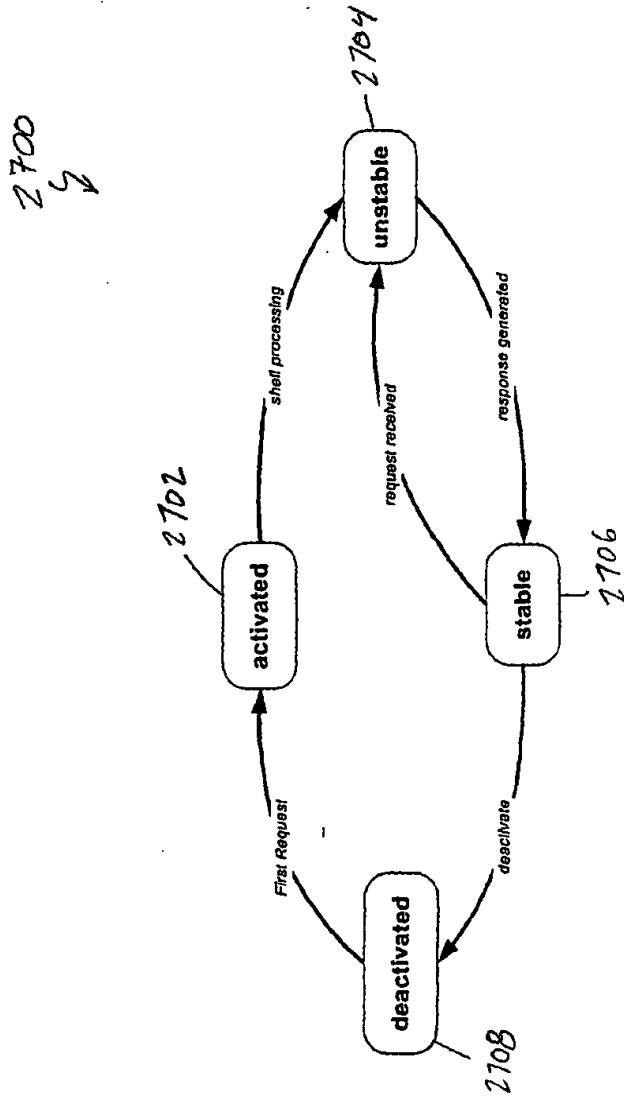 2700
2702
activated
First Request
shell processing
2704
unstable
deactivated
2708
request received
stable
2706
deactivate
response generated